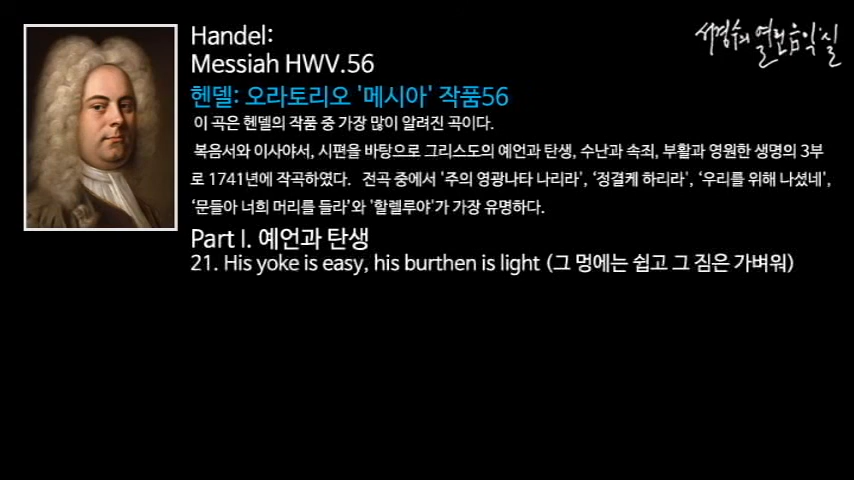 Handel:
Messiah HWV.56
헨델: 오라토리오 '메시아' 작품56
이 곡은 헨델의 작품 중 가장 많이 알려진 곡이다.
복음서와 이사야서, 시편을 바탕으로 그리스도의 예언과 탄생, 수난과 속죄, 부활과 영원한 생명의 3부
로 1741년에 작곡하였다. 전곡 중에서 '주의 영광나타 나리라', '정결케 하리라', '우리를 위해 나셨네',
'문들아 너희 머리를 들라'와 '할렐루야'가 가장 유명하다.
Part I. 예언과 탄생
21. His yoke is easy, his burthen is light (그 멍에는 쉽고 그 짐은 가벼워)
서경수의 열린음악실